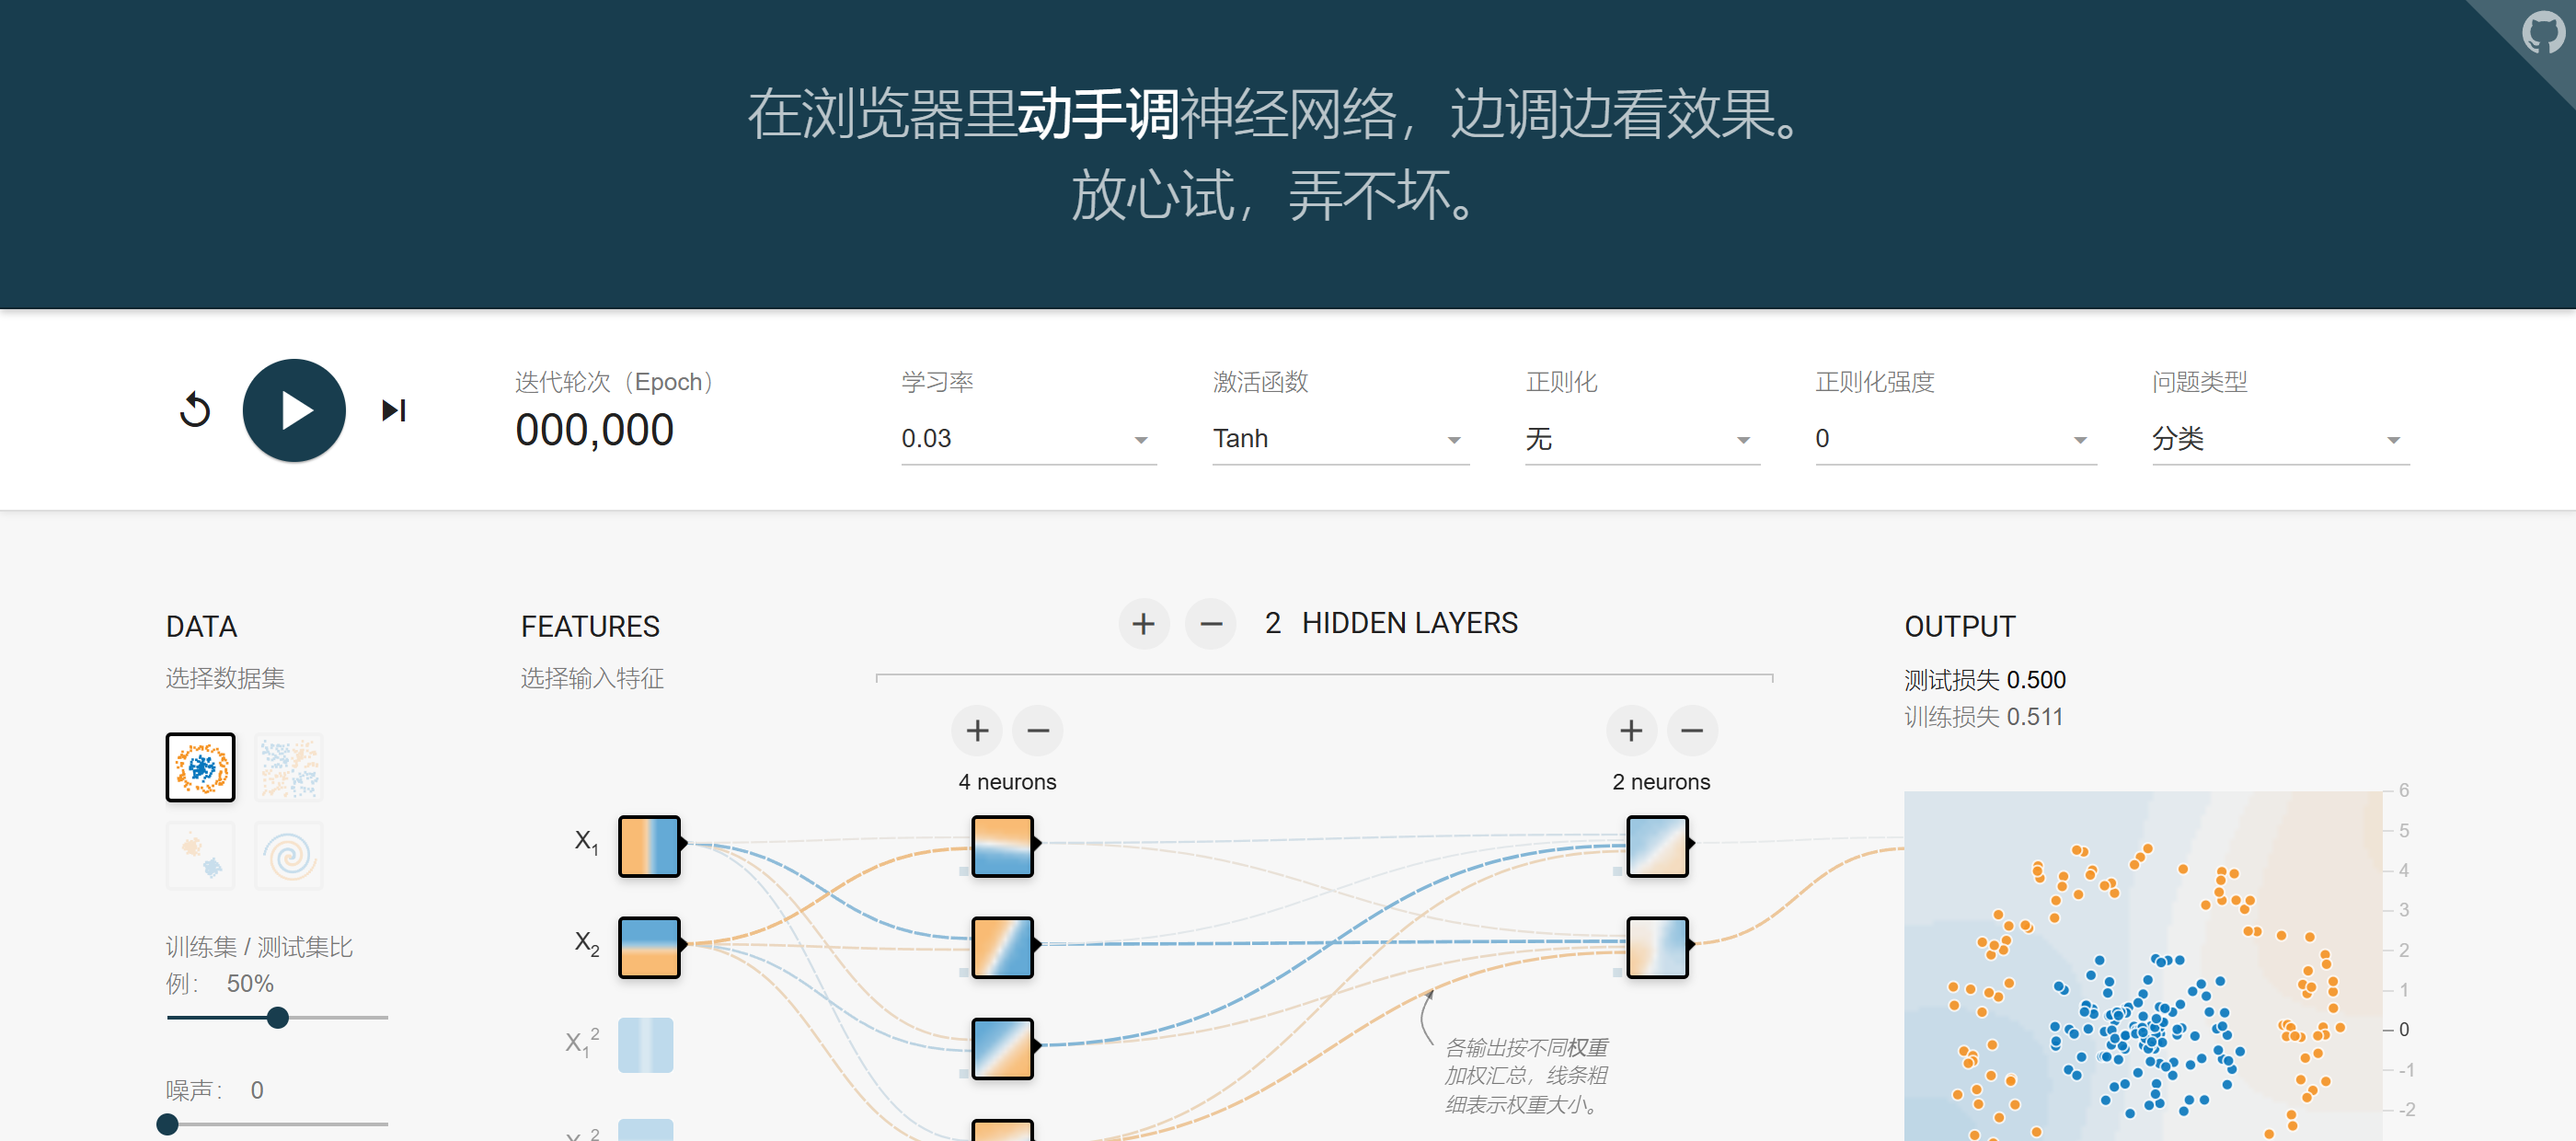 在浏览器里动手调神经网络，边调边看效果。
放心试，弄不坏。
迭代轮次（Epoch）
000,000
学习率
0.03
激活函数
Tanh
正则化
无
正则化强度
0
问题类型
分类
DATA
选择数据集
训练集 / 测试集比
例： 50%
噪声： 0
FEATURES
选择输入特征
X1
X2
X1^2
X 2
2 HIDDEN LAYERS
4 neurons
2 neurons
各输出按不同权重
加权汇总，线条粗
细表示权重大小。
OUTPUT
测试损失 0.500
训练损失 0.511
6
5
4
3
2
1
0
-1
-2